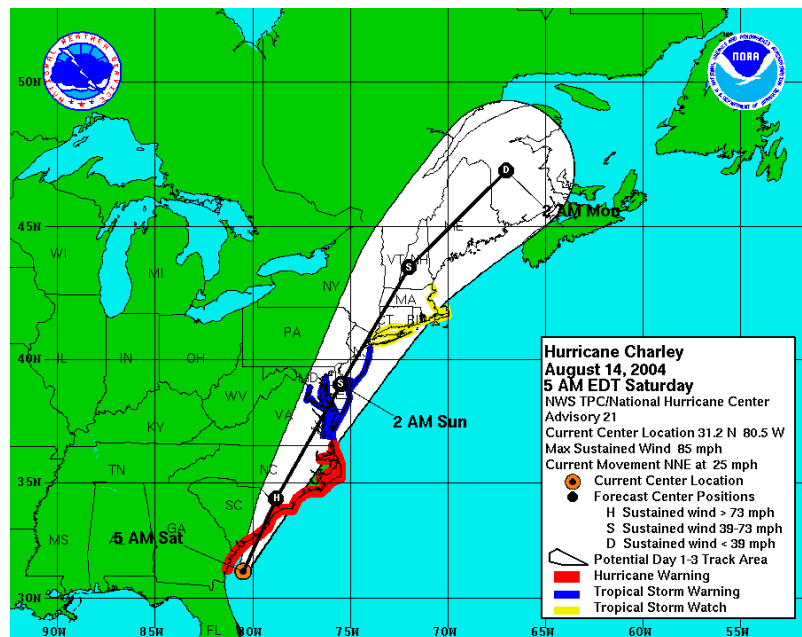 NATIONAL WEATHER SERVICE
NOAA
50N
45N
40N
35N
30N
90W
85W
80W
75W
70W
65W
60W
55W
WI
MI
IL
IN
OH
KY
TN
MS
GA
FL
SC
NC
VA
WV
PA
NY
VT
NH
ME
MA
CT
RI
MD
D
2 AM Mon
S
S
2 AM Sun
H
5 AM Sat
Hurricane Charley
August 14, 2004
5 AM EDT Saturday
NWS TPC/National Hurricane Center
Advisory 21
Current Center Location 31.2 N 80.5 W
Max Sustained Wind 85 mph
Current Movement NNE at 25 mph
Current Center Location
Forecast Center Positions
H Sustained wind > 73 mph
S Sustained wind 39-73 mph
D Sustained wind < 39 mph
Potential Day 1-3 Track Area
Hurricane Warning
Tropical Storm Warning
Tropical Storm Watch